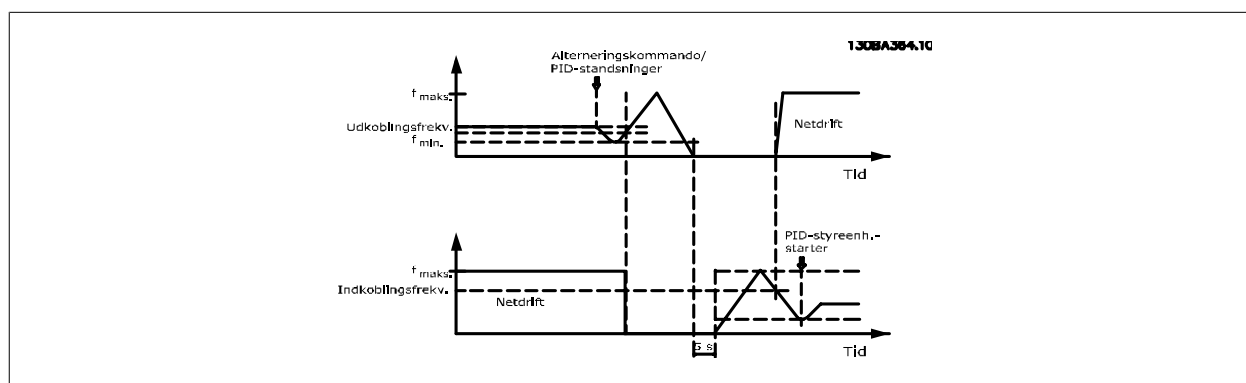 130BA364.10
Alterneringskommando/
PID-standsninger
f maks.
Udkoblingsfrekv.
f min.
Netdrift
Tid
PID-styreenh.-
starter
f maks.
Indkoblingsfrekv.
Netdrift
5 s
Tid